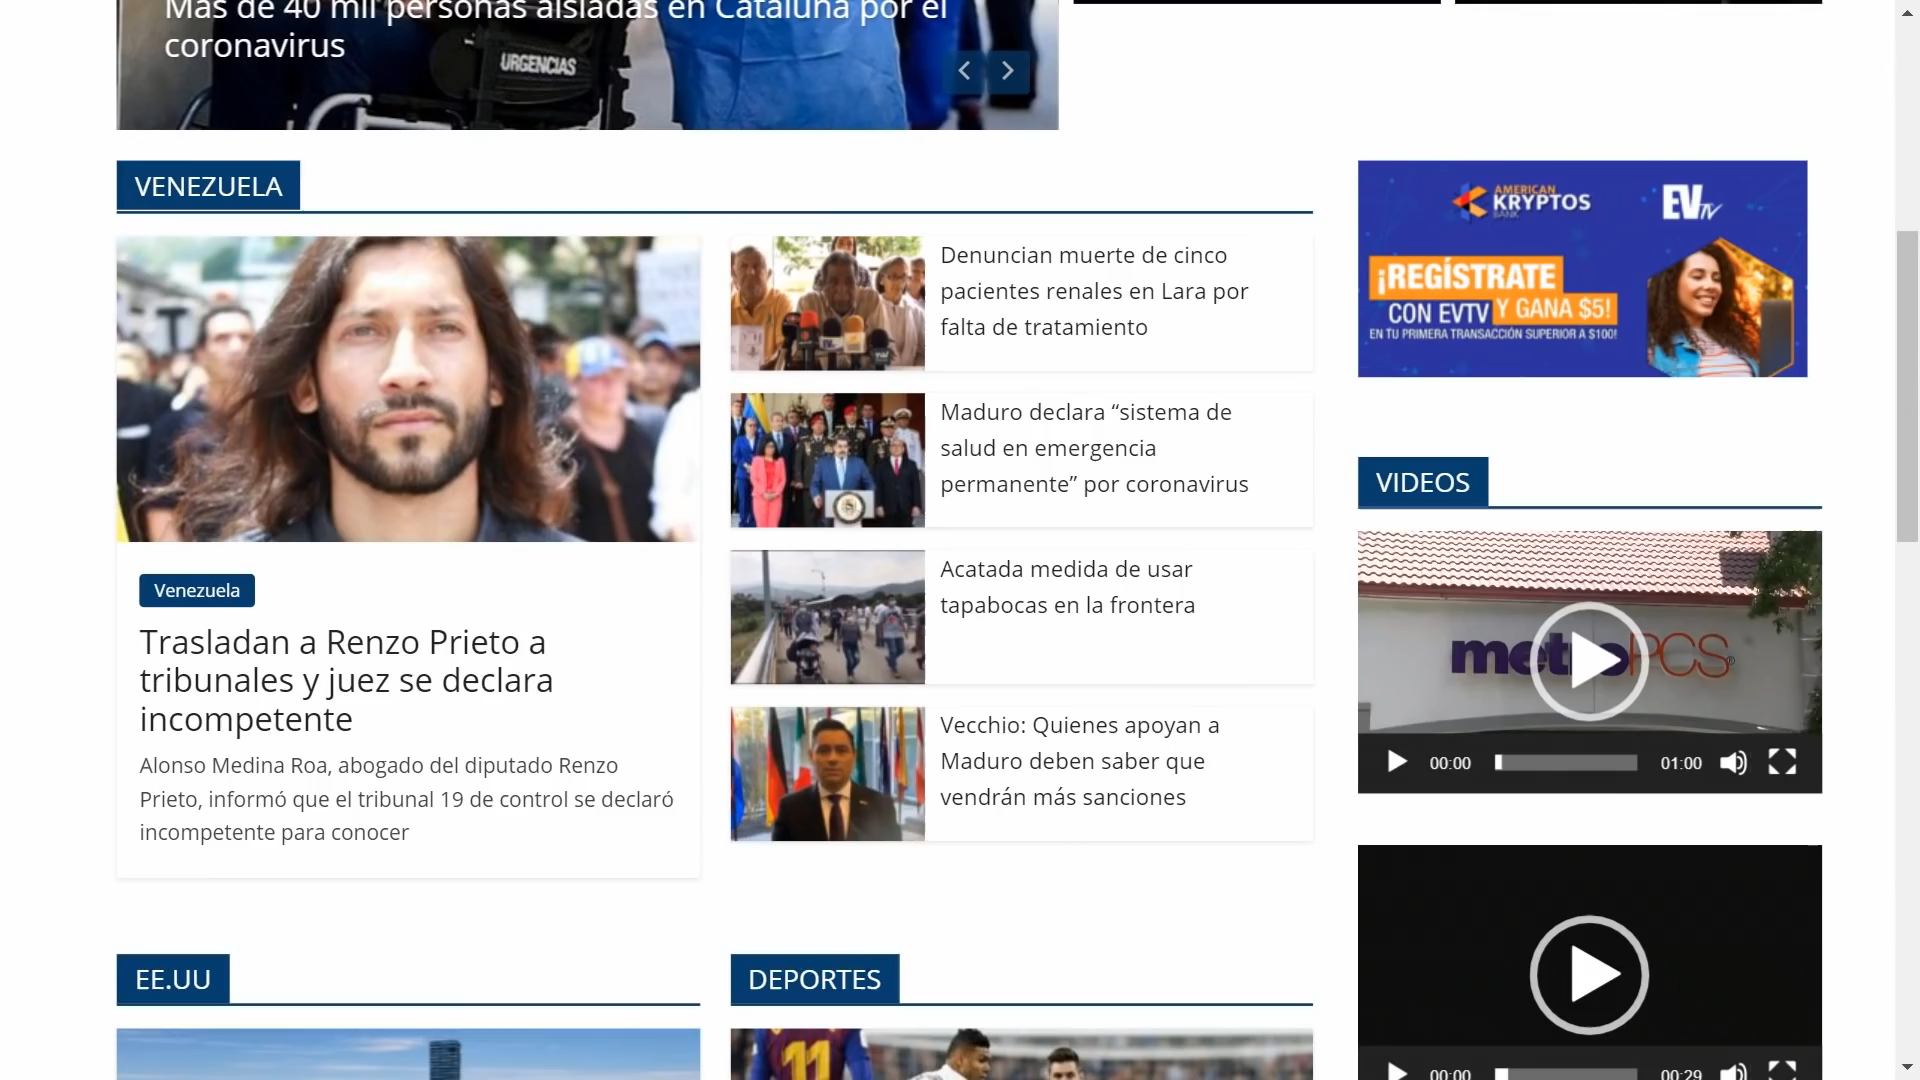 Más de 40 mil personas aisladas en Cataluña por el
coronavirus
URGENCIAS
VENEZUELA
Venezuela
Trasladan a Renzo Prieto a
tribunales y juez se declara
incompetente
Alonso Medina Roa, abogado del diputado Renzo
Prieto, informó que el tribunal 19 de control se declaró
incompetente para conocer
Denuncian muerte de cinco
pacientes renales en Lara por
falta de tratamiento
Maduro declara “sistema de
salud en emergencia
permanente” por coronavirus
Acatada medida de usar
tapabocas en la frontera
Vecchio: Quienes apoyan a
Maduro deben saber que
vendrán más sanciones
AMERICAN
KRYPTOS
BANK
EVTV
¡REGÍSTRATE
CON EVTV Y GANA $5!
EN TU PRIMERA TRANSACCIÓN SUPERIOR A $100!
VIDEOS
metroPCS
00:00 01:00
00:00 00:29
EE.UU
DEPORTES
11